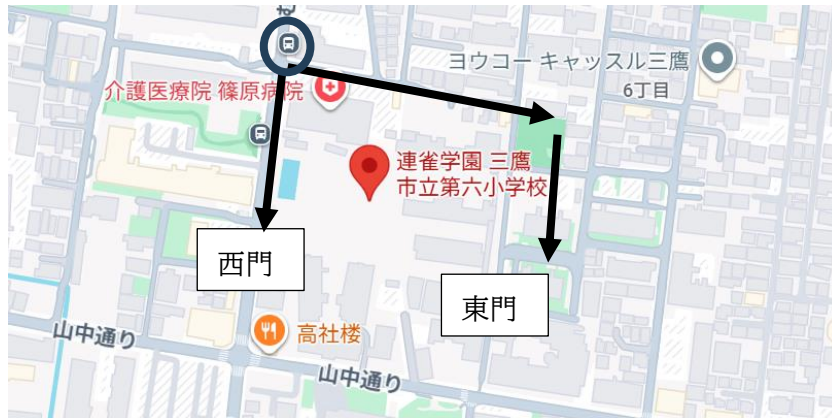 ヨウコー キャッスル三鷹
6丁目
介護医療院 篠原病院
連雀学園 三鷹
市立第六小学校
西門
東門
高社楼
山中通り
山中通り